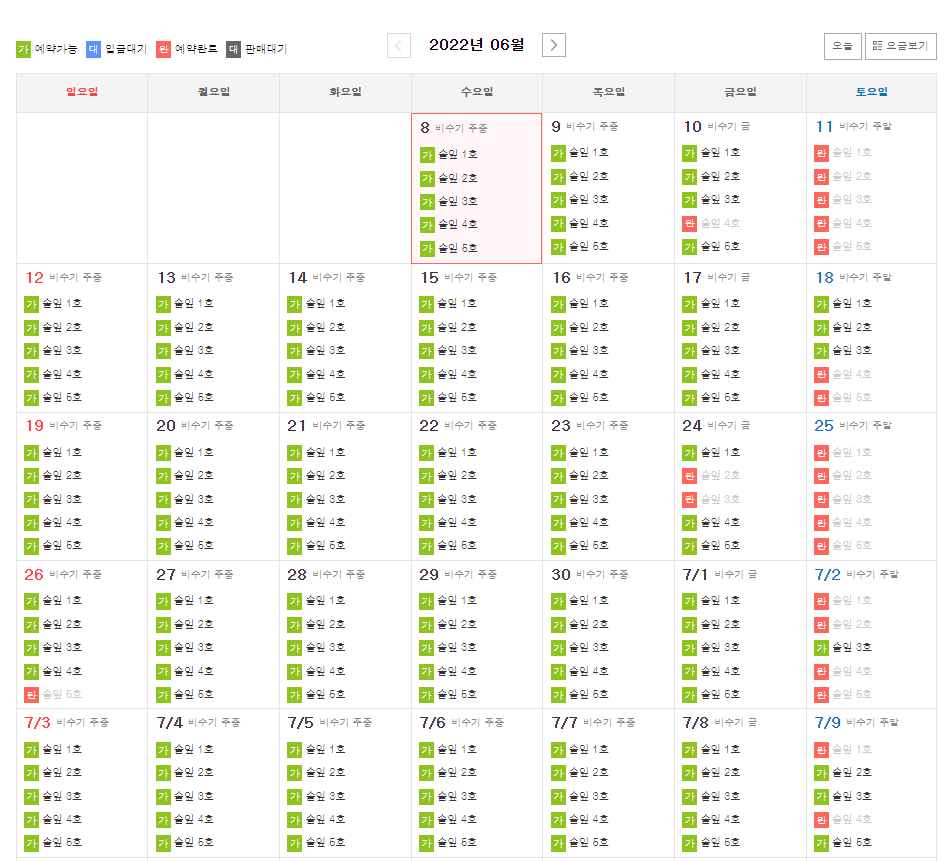 가 예약가능 대 입금대기 완 예약완료 대 판매대기
2022년 06월
오늘 요금보기
일요일 월요일 화요일 수요일 목요일 금요일 토요일
8 비수기 주중 9 비수기 주중 10 비수기 금 11 비수기 주말
가 솔잎 1호 가 솔잎 1호 가 솔잎 1호 완 솔잎 1호
가 솔잎 2호 가 솔잎 2호 가 솔잎 2호 완 솔잎 2호
가 솔잎 3호 가 솔잎 3호 가 솔잎 3호 완 솔잎 3호
가 솔잎 4호 가 솔잎 4호 완 솔잎 4호 완 솔잎 4호
가 솔잎 5호 가 솔잎 5호 가 솔잎 5호 완 솔잎 5호
12 비수기 주중 13 비수기 주중 14 비수기 주중 15 비수기 주중 16 비수기 주중 17 비수기 금 18 비수기 주말
가 솔잎 1호 가 솔잎 1호 가 솔잎 1호 가 솔잎 1호 가 솔잎 1호 가 솔잎 1호 가 솔잎 1호
가 솔잎 2호 가 솔잎 2호 가 솔잎 2호 가 솔잎 2호 가 솔잎 2호 가 솔잎 2호 가 솔잎 2호
가 솔잎 3호 가 솔잎 3호 가 솔잎 3호 가 솔잎 3호 가 솔잎 3호 가 솔잎 3호 가 솔잎 3호
가 솔잎 4호 가 솔잎 4호 가 솔잎 4호 가 솔잎 4호 가 솔잎 4호 가 솔잎 4호 완 솔잎 4호
가 솔잎 5호 가 솔잎 5호 가 솔잎 5호 가 솔잎 5호 가 솔잎 5호 가 솔잎 5호 완 솔잎 5호
19 비수기 주중 20 비수기 주중 21 비수기 주중 22 비수기 주중 23 비수기 주중 24 비수기 금 25 비수기 주말
가 솔잎 1호 가 솔잎 1호 가 솔잎 1호 가 솔잎 1호 가 솔잎 1호 가 솔잎 1호 완 솔잎 1호
가 솔잎 2호 가 솔잎 2호 가 솔잎 2호 가 솔잎 2호 가 솔잎 2호 완 솔잎 2호 완 솔잎 2호
가 솔잎 3호 가 솔잎 3호 가 솔잎 3호 가 솔잎 3호 가 솔잎 3호 완 솔잎 3호 완 솔잎 3호
가 솔잎 4호 가 솔잎 4호 가 솔잎 4호 가 솔잎 4호 가 솔잎 4호 가 솔잎 4호 완 솔잎 4호
가 솔잎 5호 가 솔잎 5호 가 솔잎 5호 가 솔잎 5호 가 솔잎 5호 가 솔잎 5호 완 솔잎 5호
26 비수기 주중 27 비수기 주중 28 비수기 주중 29 비수기 주중 30 비수기 주중 7/1 비수기 금 7/2 비수기 주말
가 솔잎 1호 가 솔잎 1호 가 솔잎 1호 가 솔잎 1호 가 솔잎 1호 가 솔잎 1호 완 솔잎 1호
가 솔잎 2호 가 솔잎 2호 가 솔잎 2호 가 솔잎 2호 가 솔잎 2호 가 솔잎 2호 완 솔잎 2호
가 솔잎 3호 가 솔잎 3호 가 솔잎 3호 가 솔잎 3호 가 솔잎 3호 가 솔잎 3호 가 솔잎 3호
가 솔잎 4호 가 솔잎 4호 가 솔잎 4호 가 솔잎 4호 가 솔잎 4호 가 솔잎 4호 완 솔잎 4호
완 솔잎 5호 가 솔잎 5호 가 솔잎 5호 가 솔잎 5호 가 솔잎 5호 가 솔잎 5호 완 솔잎 5호
7/3 비수기 주중 7/4 비수기 주중 7/5 비수기 주중 7/6 비수기 주중 7/7 비수기 주중 7/8 비수기 금 7/9 비수기 주말
가 솔잎 1호 가 솔잎 1호 가 솔잎 1호 가 솔잎 1호 가 솔잎 1호 가 솔잎 1호 완 솔잎 1호
가 솔잎 2호 가 솔잎 2호 가 솔잎 2호 가 솔잎 2호 가 솔잎 2호 가 솔잎 2호 가 솔잎 2호
가 솔잎 3호 가 솔잎 3호 가 솔잎 3호 가 솔잎 3호 가 솔잎 3호 가 솔잎 3호 가 솔잎 3호
가 솔잎 4호 가 솔잎 4호 가 솔잎 4호 가 솔잎 4호 가 솔잎 4호 가 솔잎 4호 완 솔잎 4호
가 솔잎 5호 가 솔잎 5호 가 솔잎 5호 가 솔잎 5호 가 솔잎 5호 가 솔잎 5호 가 솔잎 5호